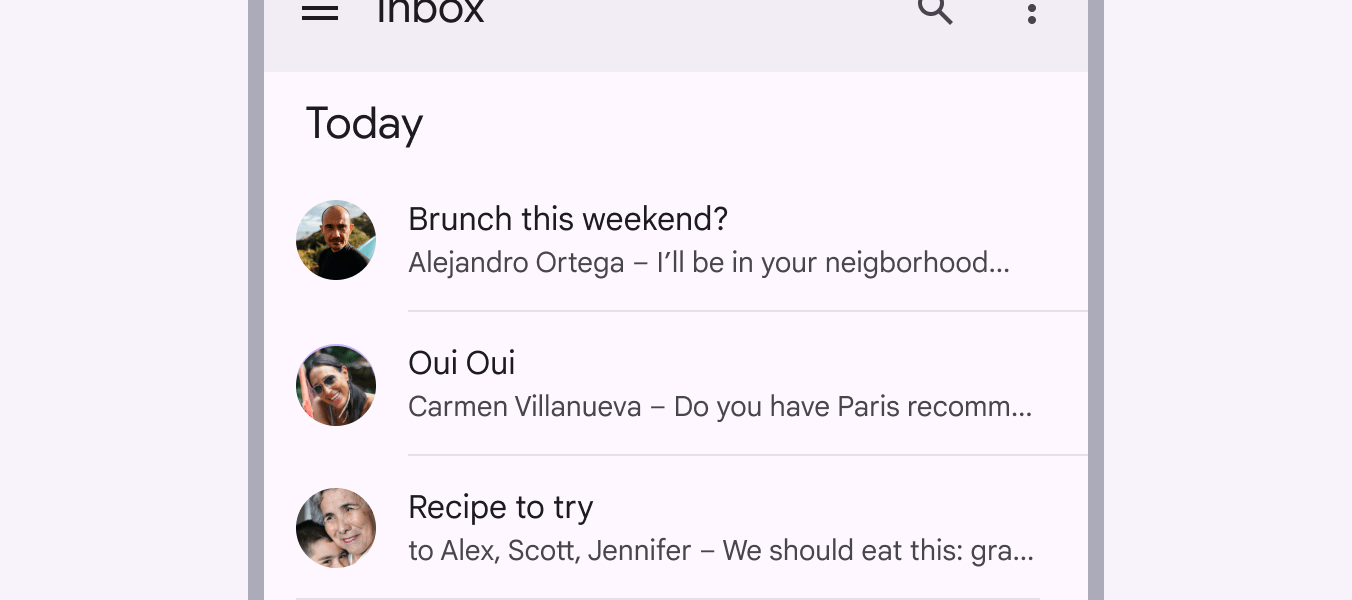 Inbox
Today
Brunch this weekend?
Alejandro Ortega – I’ll be in your neigborhood...
Oui Oui
Carmen Villanueva – Do you have Paris recomm...
Recipe to try
to Alex, Scott, Jennifer – We should eat this: gra...